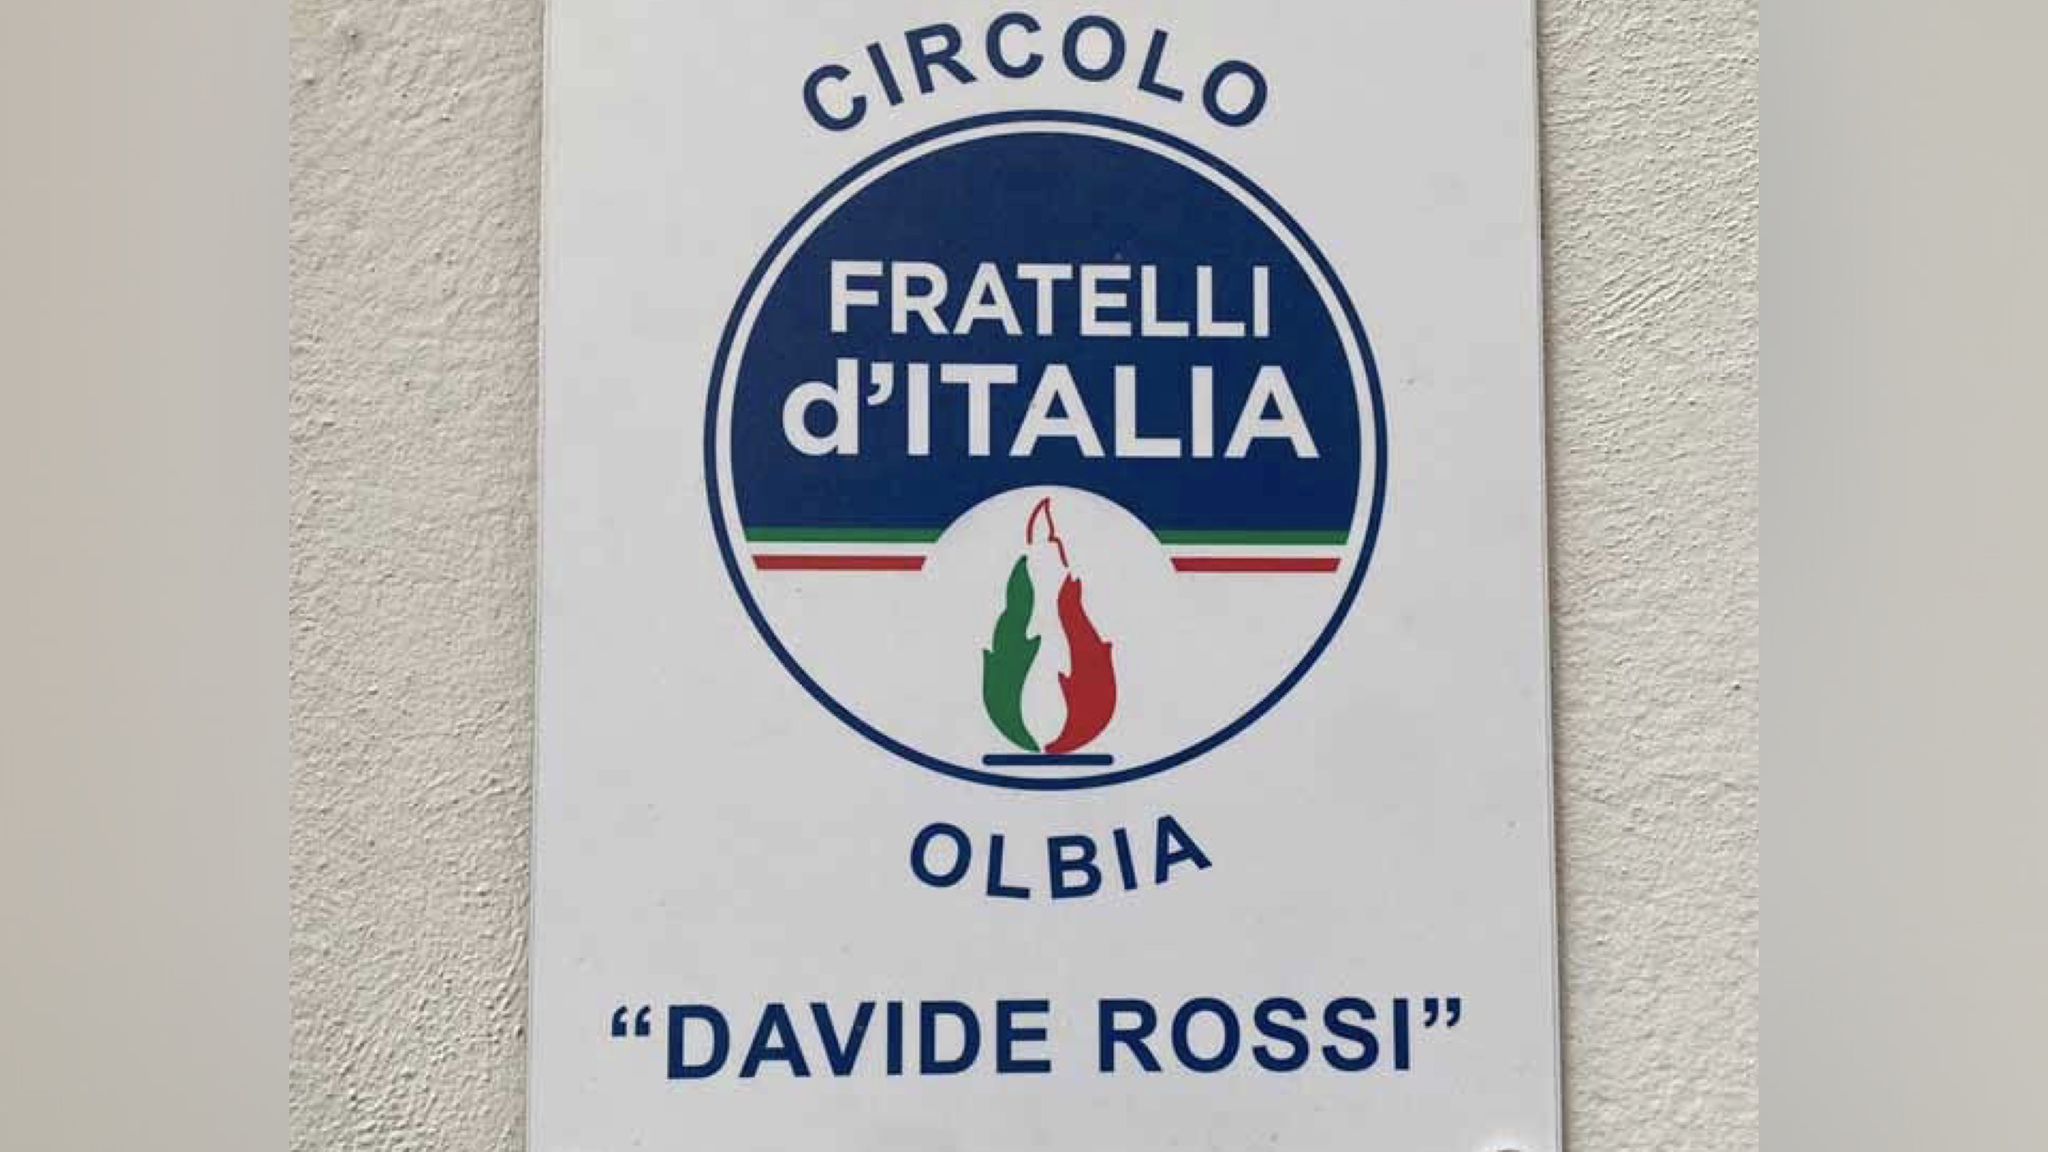 CIRCOLO
FRATELLI
d’ITALIA
OLBIA
“DAVIDE ROSSI”